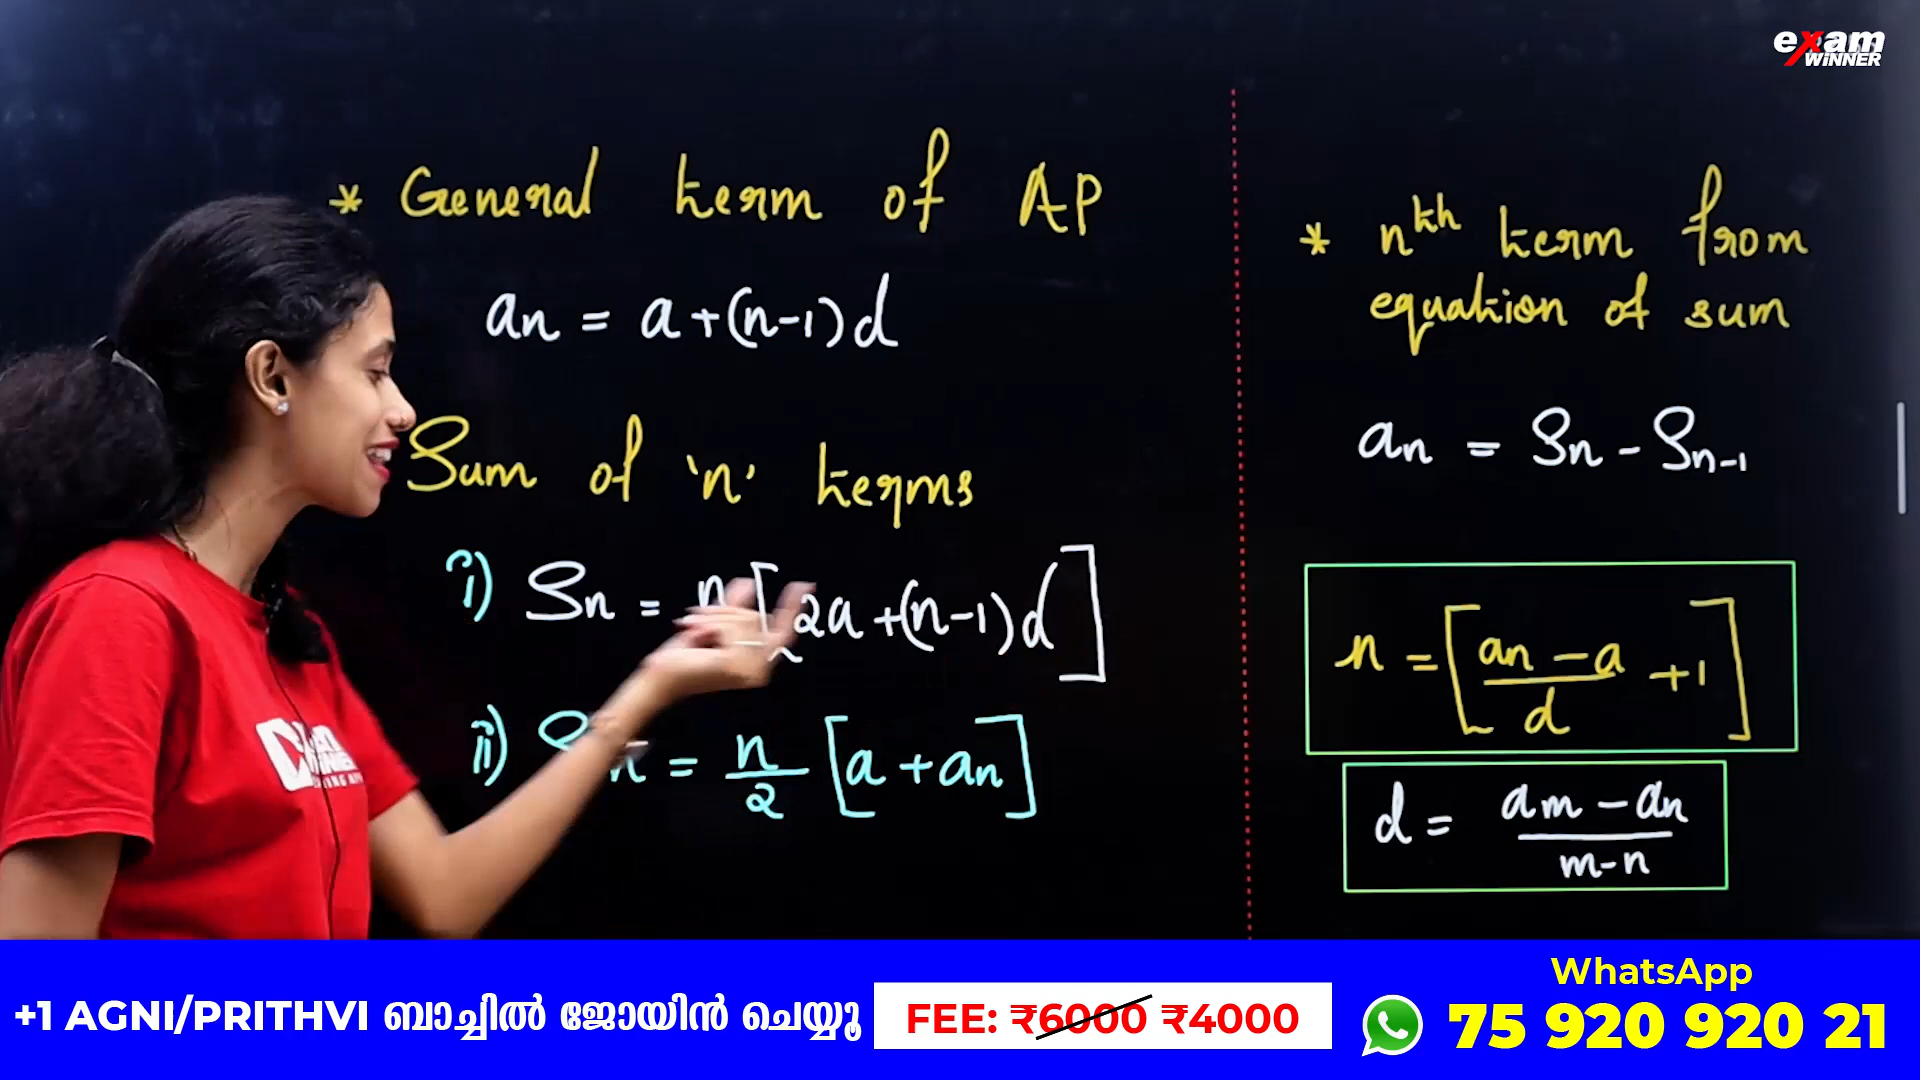 exam
WINNER
* General term of AP
an = a+(n-1)d
Sum of 'n' terms
i) Sn = n [2a+(n-1)d]
ii) Sn = n/2 [a+an]
* nth term from
equation of sum
an = Sn - Sn-1
n = [an - a / d + 1]
d = am - an / m-n
+1 AGNI/PRITHVI ബാച്ചിൽ ജോയിൻ ചെയ്യൂ
FEE: ₹6000 ₹4000
WhatsApp
75 920 920 21